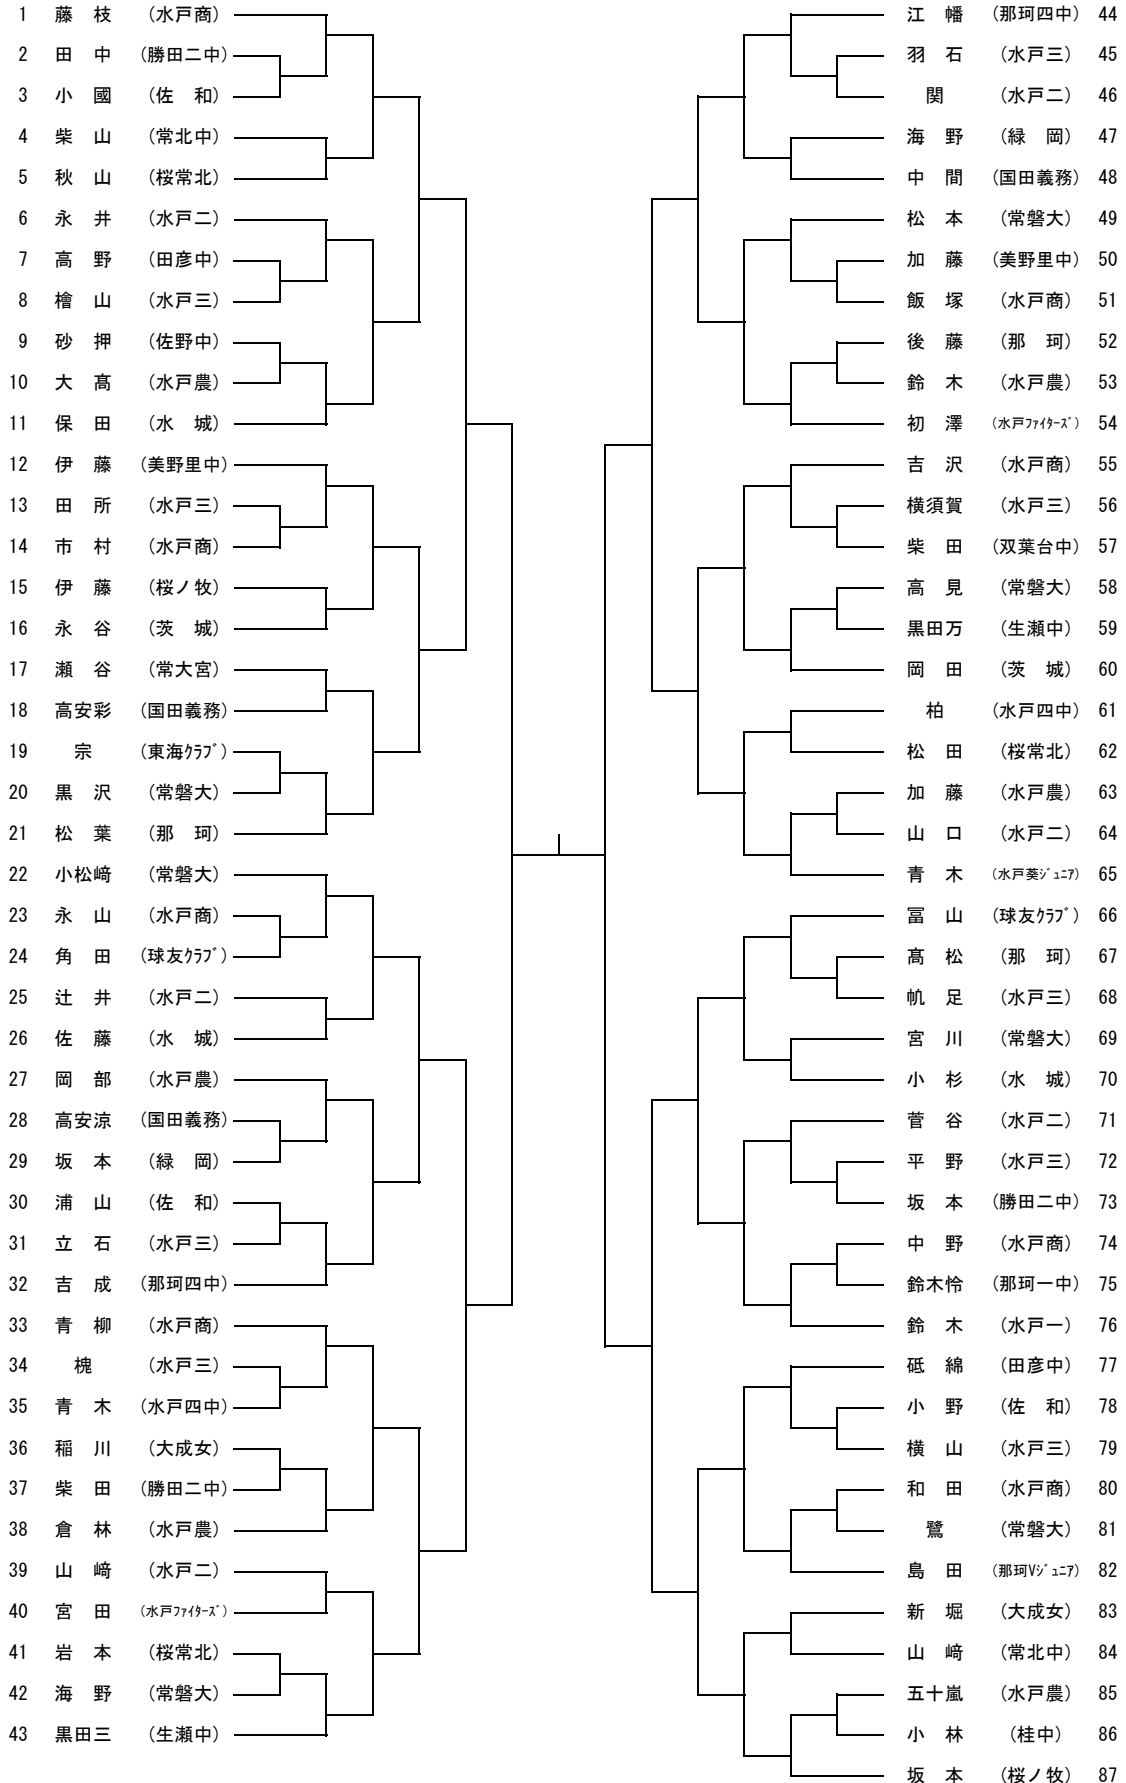 1 藤 枝 (水戸商)
2 田 中 (勝田二中)
3 小 國 (佐 和)
4 柴 山 (常北中)
5 秋 山 (桜常北)
6 永 井 (水戸二)
7 高 野 (田彦中)
8 檜 山 (水戸三)
9 砂 押 (佐野中)
10 大 髙 (水戸農)
11 保 田 (水 城)
12 伊 藤 (美野里中)
13 田 所 (水戸三)
14 市 村 (水戸商)
15 伊 藤 (桜ノ牧)
16 永 谷 (茨 城)
17 瀬 谷 (常大宮)
18 高安彩 (国田義務)
19 宗 (東海ｸﾗﾌﾞ)
20 黒 沢 (常磐大)
21 松 葉 (那 珂)
22 小松﨑 (常磐大)
23 永 山 (水戸商)
24 角 田 (球友ｸﾗﾌﾞ)
25 辻 井 (水戸二)
26 佐 藤 (水 城)
27 岡 部 (水戸農)
28 高安涼 (国田義務)
29 坂 本 (緑 岡)
30 浦 山 (佐 和)
31 立 石 (水戸三)
32 吉 成 (那珂四中)
33 青 柳 (水戸商)
34 槐 (水戸三)
35 青 木 (水戸四中)
36 稲 川 (大成女)
37 柴 田 (勝田二中)
38 倉 林 (水戸農)
39 山 﨑 (水戸二)
40 宮 田 (水戸ﾌｧｲﾀｰｽﾞ)
41 岩 本 (桜常北)
42 海 野 (常磐大)
43 黒田三 (生瀬中)
江 幡 (那珂四中) 44
羽 石 (水戸三) 45
関 (水戸二) 46
海 野 (緑 岡) 47
中 間 (国田義務) 48
松 本 (常磐大) 49
加 藤 (美野里中) 50
飯 塚 (水戸商) 51
後 藤 (那 珂) 52
鈴 木 (水戸農) 53
初 澤 (水戸ﾌｧｲﾀｰｽﾞ) 54
吉 沢 (水戸商) 55
横須賀 (水戸三) 56
柴 田 (双葉台中) 57
高 見 (常磐大) 58
黒田万 (生瀬中) 59
岡 田 (茨 城) 60
柏 (水戸四中) 61
松 田 (桜常北) 62
加 藤 (水戸農) 63
山 口 (水戸二) 64
青 木 (水戸葵ｼﾞｭﾆｱ) 65
冨 山 (球友ｸﾗﾌﾞ) 66
髙 松 (那 珂) 67
帆 足 (水戸三) 68
宮 川 (常磐大) 69
小 杉 (水 城) 70
菅 谷 (水戸二) 71
平 野 (水戸三) 72
坂 本 (勝田二中) 73
中 野 (水戸商) 74
鈴木怜 (那珂一中) 75
鈴 木 (水戸一) 76
砥 綿 (田彦中) 77
小 野 (佐 和) 78
横 山 (水戸三) 79
和 田 (水戸商) 80
鷺 (常磐大) 81
島 田 (那珂Vｼﾞｭﾆｱ) 82
新 堀 (大成女) 83
山 﨑 (常北中) 84
五十嵐 (水戸農) 85
小 林 (桂中) 86
坂 本 (桜ノ牧) 87